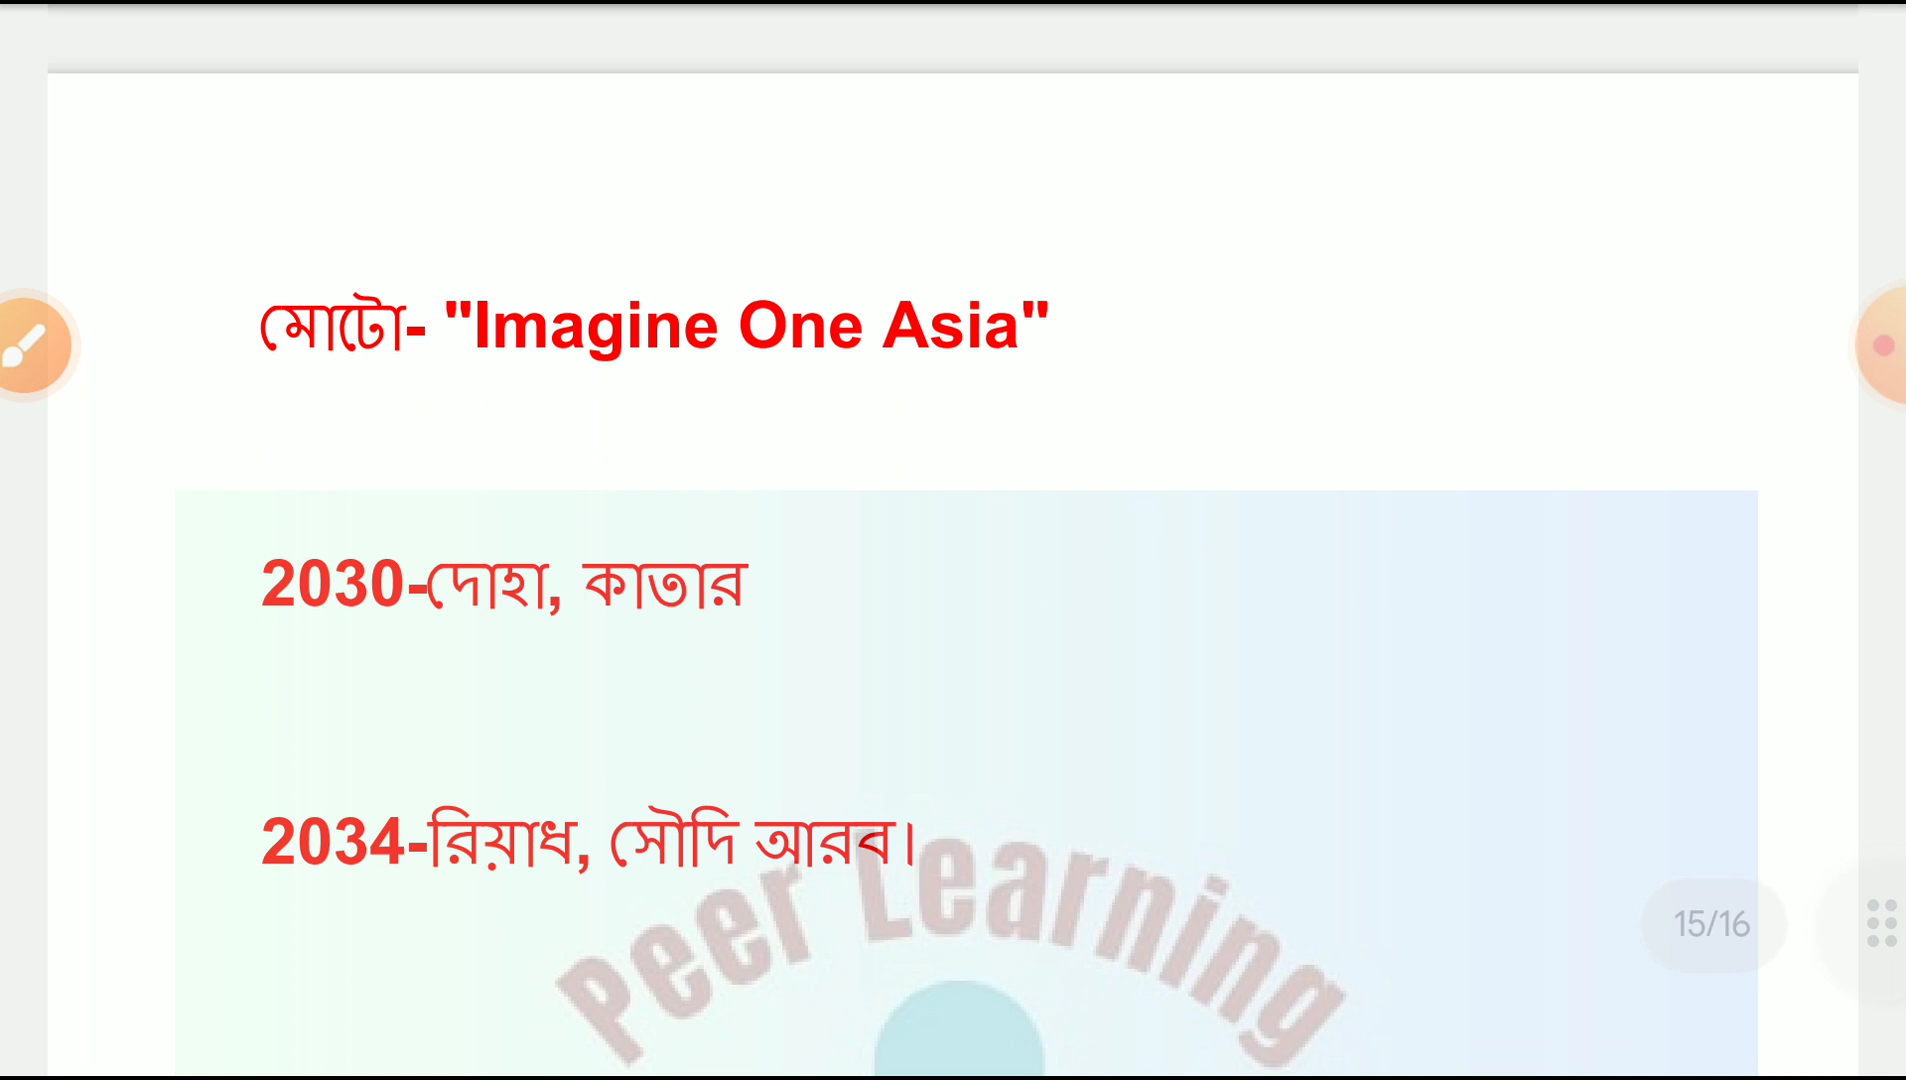 মোটো- "Imagine One Asia"
2030-দোহা, কাতার
2034-রিয়াধ, সৌদি আরব।
Peer Learning
15/16